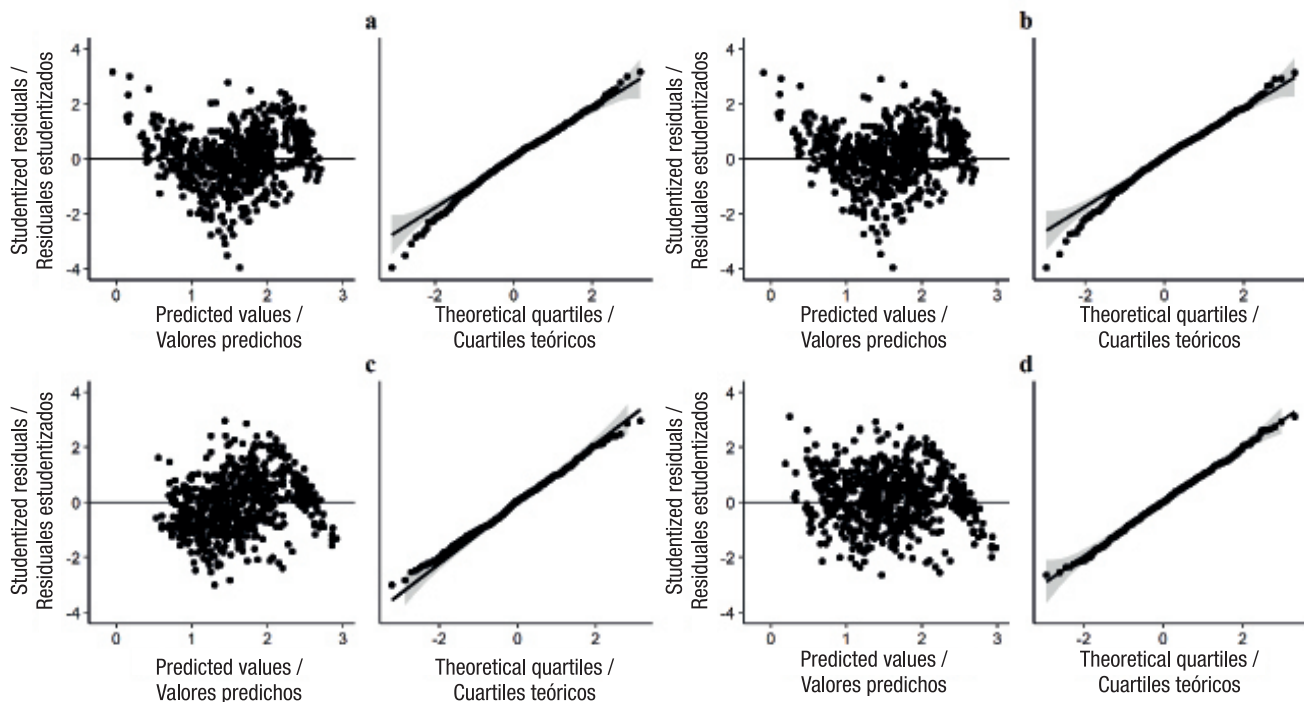 a
Studentized residuals /
Residuales estudentizados
4
2
0
-2
-4
0 1 2 3
Predicted values /
Valores predichos
-2 0 2
Theoretical quartiles /
Cuartiles teóricos
b
Studentized residuals /
Residuales estudentizados
4
2
0
-2
-4
0 1 2 3
Predicted values /
Valores predichos
-2 0 2
Theoretical quartiles /
Cuartiles teóricos
c
Studentized residuals /
Residuales estudentizados
4
2
0
-2
-4
0 1 2 3
Predicted values /
Valores predichos
-2 0 2
Theoretical quartiles /
Cuartiles teóricos
d
Studentized residuals /
Residuales estudentizados
4
2
0
-2
-4
0 1 2 3
Predicted values /
Valores predichos
-2 0 2
Theoretical quartiles /
Cuartiles teóricos